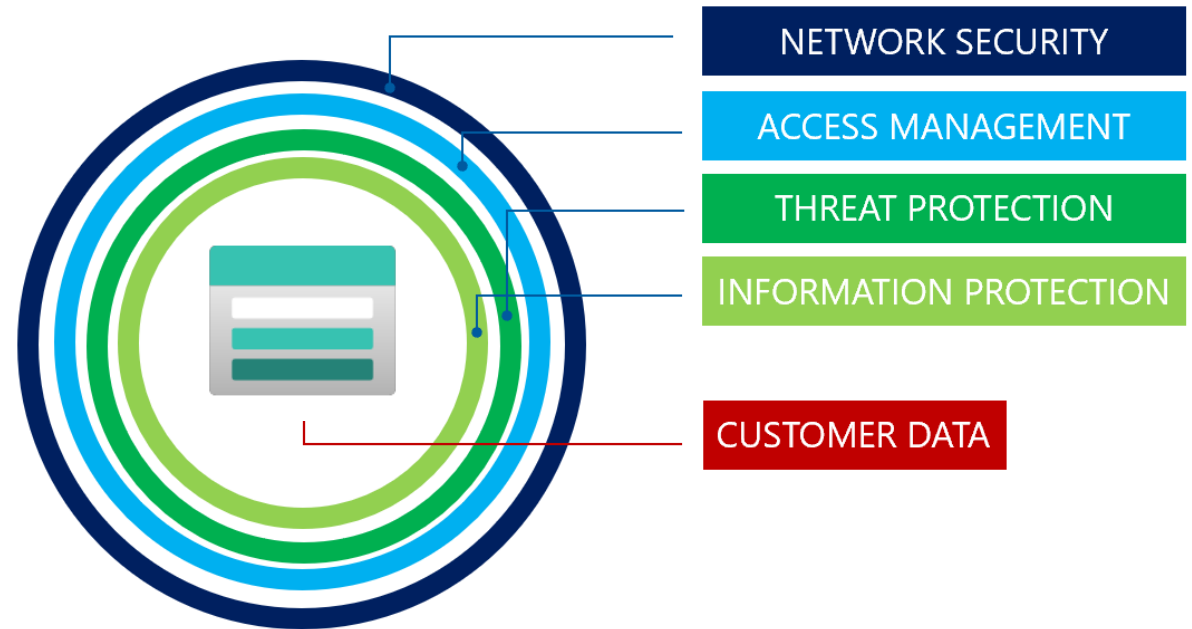 NETWORK SECURITY
ACCESS MANAGEMENT
THREAT PROTECTION
INFORMATION PROTECTION
CUSTOMER DATA